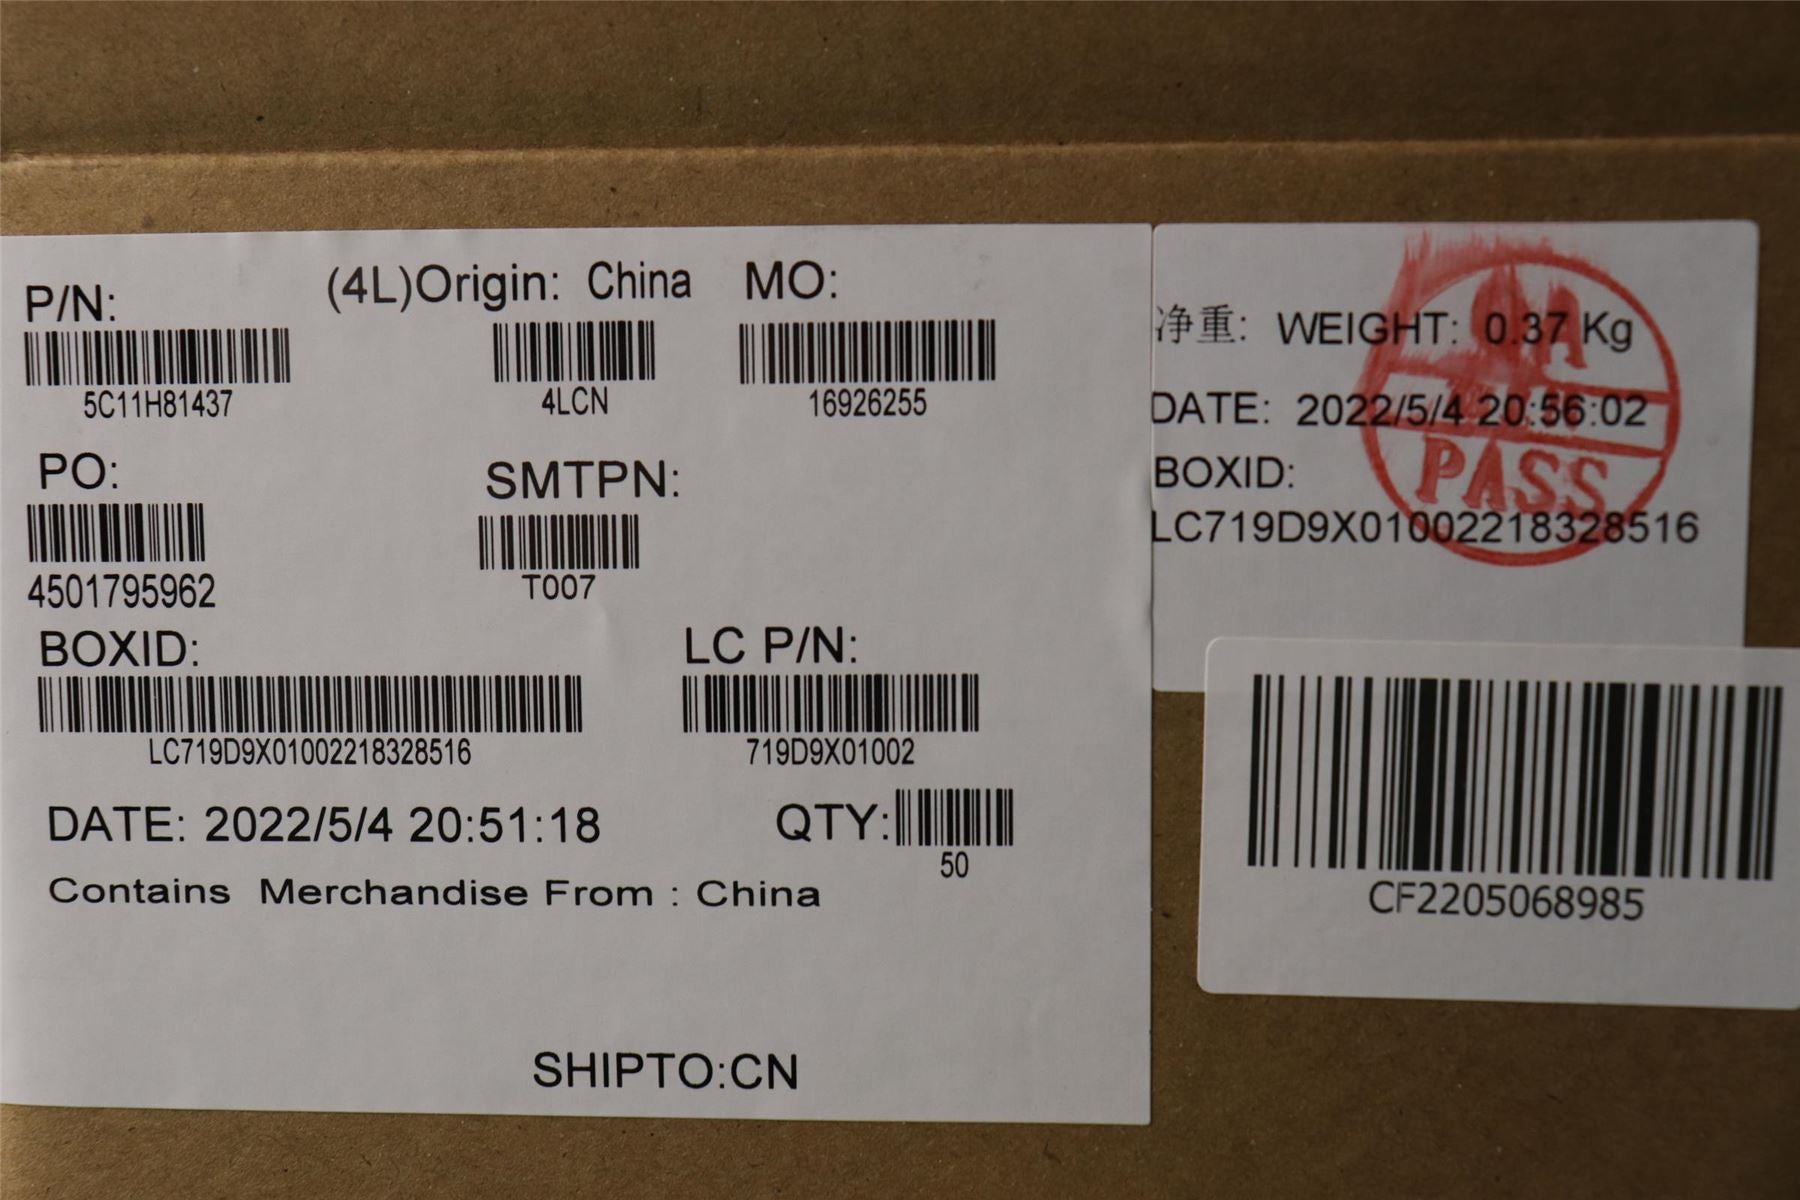 P/N:
(4L)Origin: China
MO:
5C11H81437
4LCN
16926255
PO:
SMTPN:
4501795962
T007
BOXID:
LC P/N:
LC719D9X01002218328516
719D9X01002
DATE: 2022/5/4 20:51:18
QTY:
50
Contains Merchandise From : China
SHIPTO:CN
净重: WEIGHT: 0.37 Kg
DATE: 2022/5/4 20:56:02
BOXID:
LC719D9X01002218328516
QA
PASS
CF2205068985